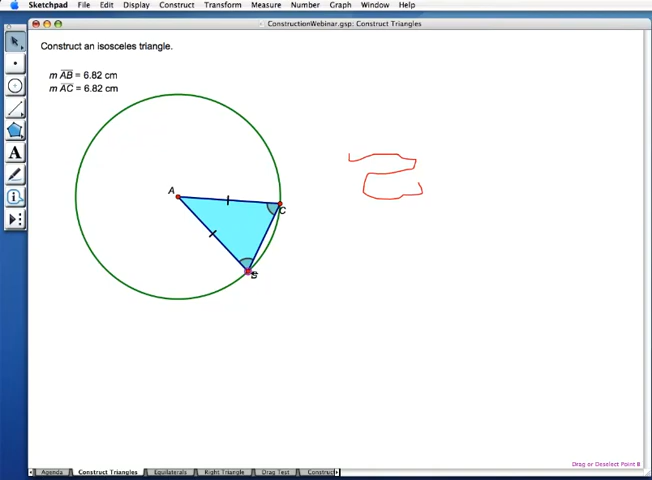 Sketchpad File Edit Display Construct Transform Measure Number Graph Window Help
ConstructionWebinar.gsp: Construct Triangles
Construct an isosceles triangle.
m AB = 6.82 cm
m AC = 6.82 cm
A
C
B
A
Drag or Deselect Point B
Agenda Construct Triangles Equilaterals Right Triangle Drag Test Construct